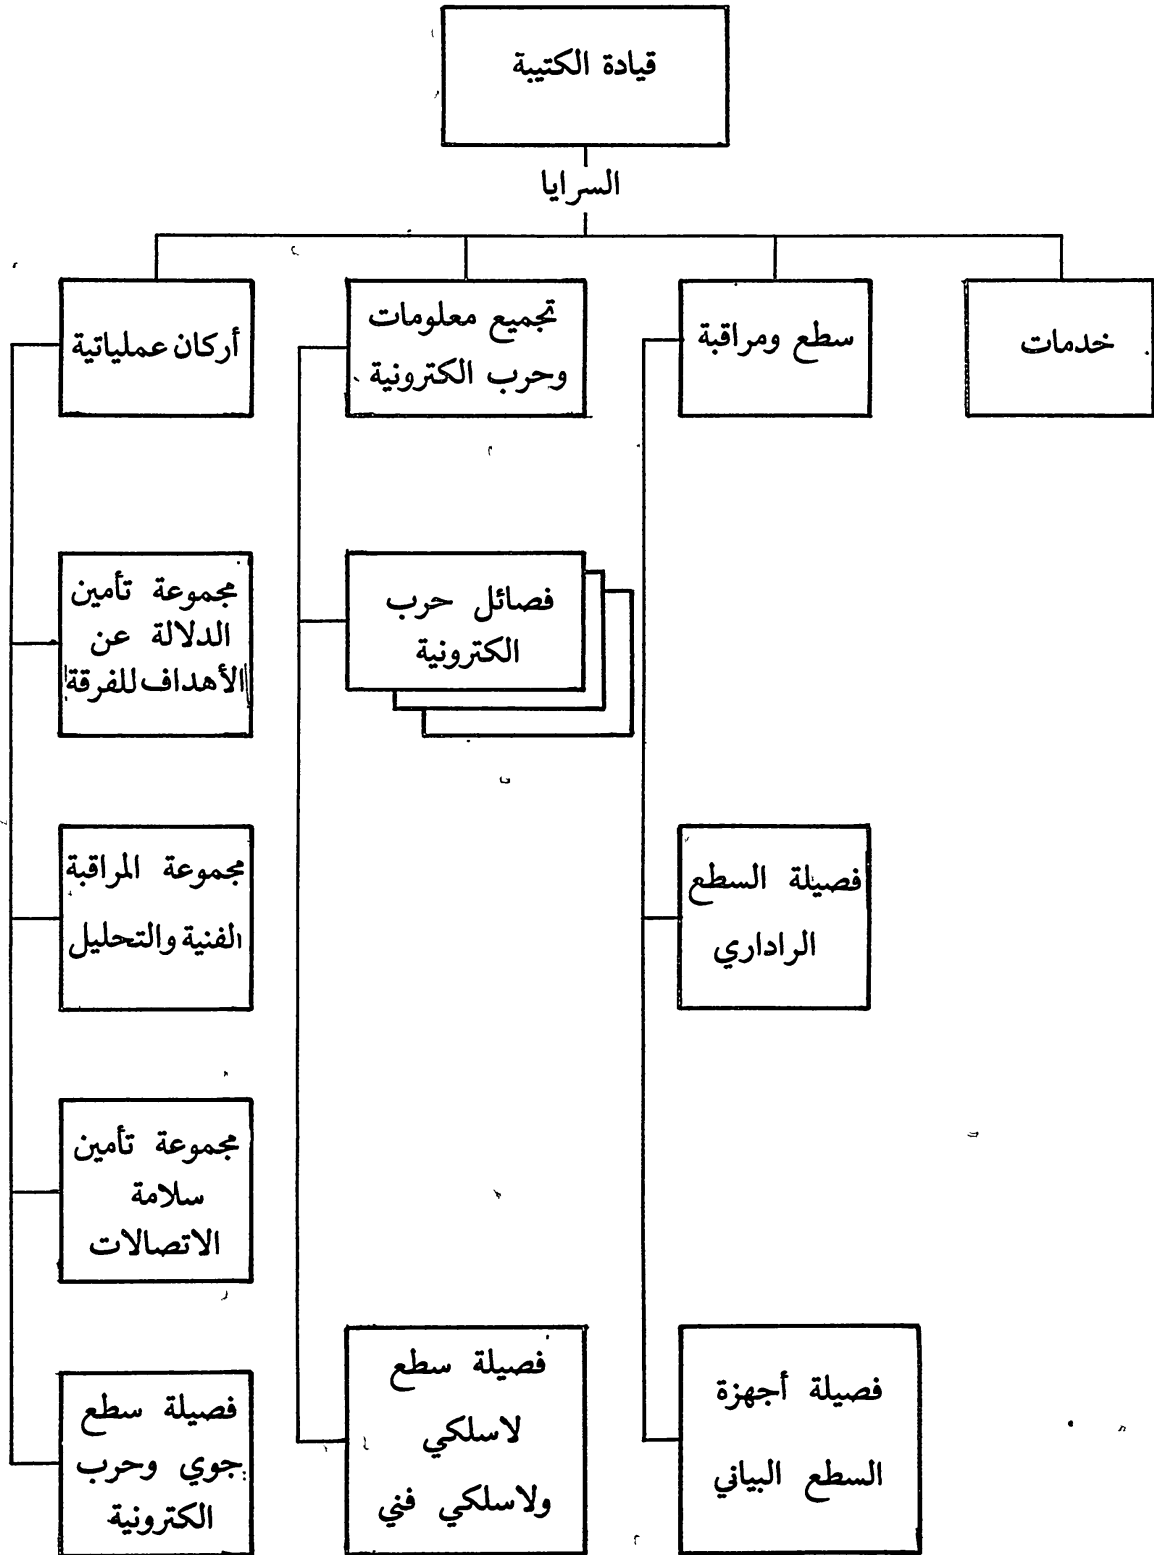 قيادة الكتيبة
السرايا
خدمات
سطع ومراقبة
تجميع معلومات
وحرب الكترونية
أركان عملياتية
مجموعة تأمين
الدلالة عن
الأهداف للفرقة
فصائل حرب
الكترونية
مجموعة المراقبة
الفنية والتحليل
فصيلة السطع
الراداري
مجموعة تأمين
سلامة
الاتصالات
فصيلة سطع
جوي وحرب
الكترونية
فصيلة سطع
لاسلكي
ولاسلكي فني
فصيلة أجهزة
السطع البياني